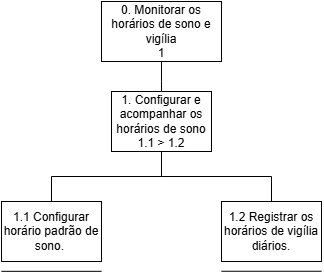 0. Monitorar os
horários de sono e
vigília
1
1. Configurar e
acompanhar os
horários de sono
1.1 > 1.2
1.1 Configurar
horário padrão de
sono.
1.2 Registrar os
horários de vigília
diários.